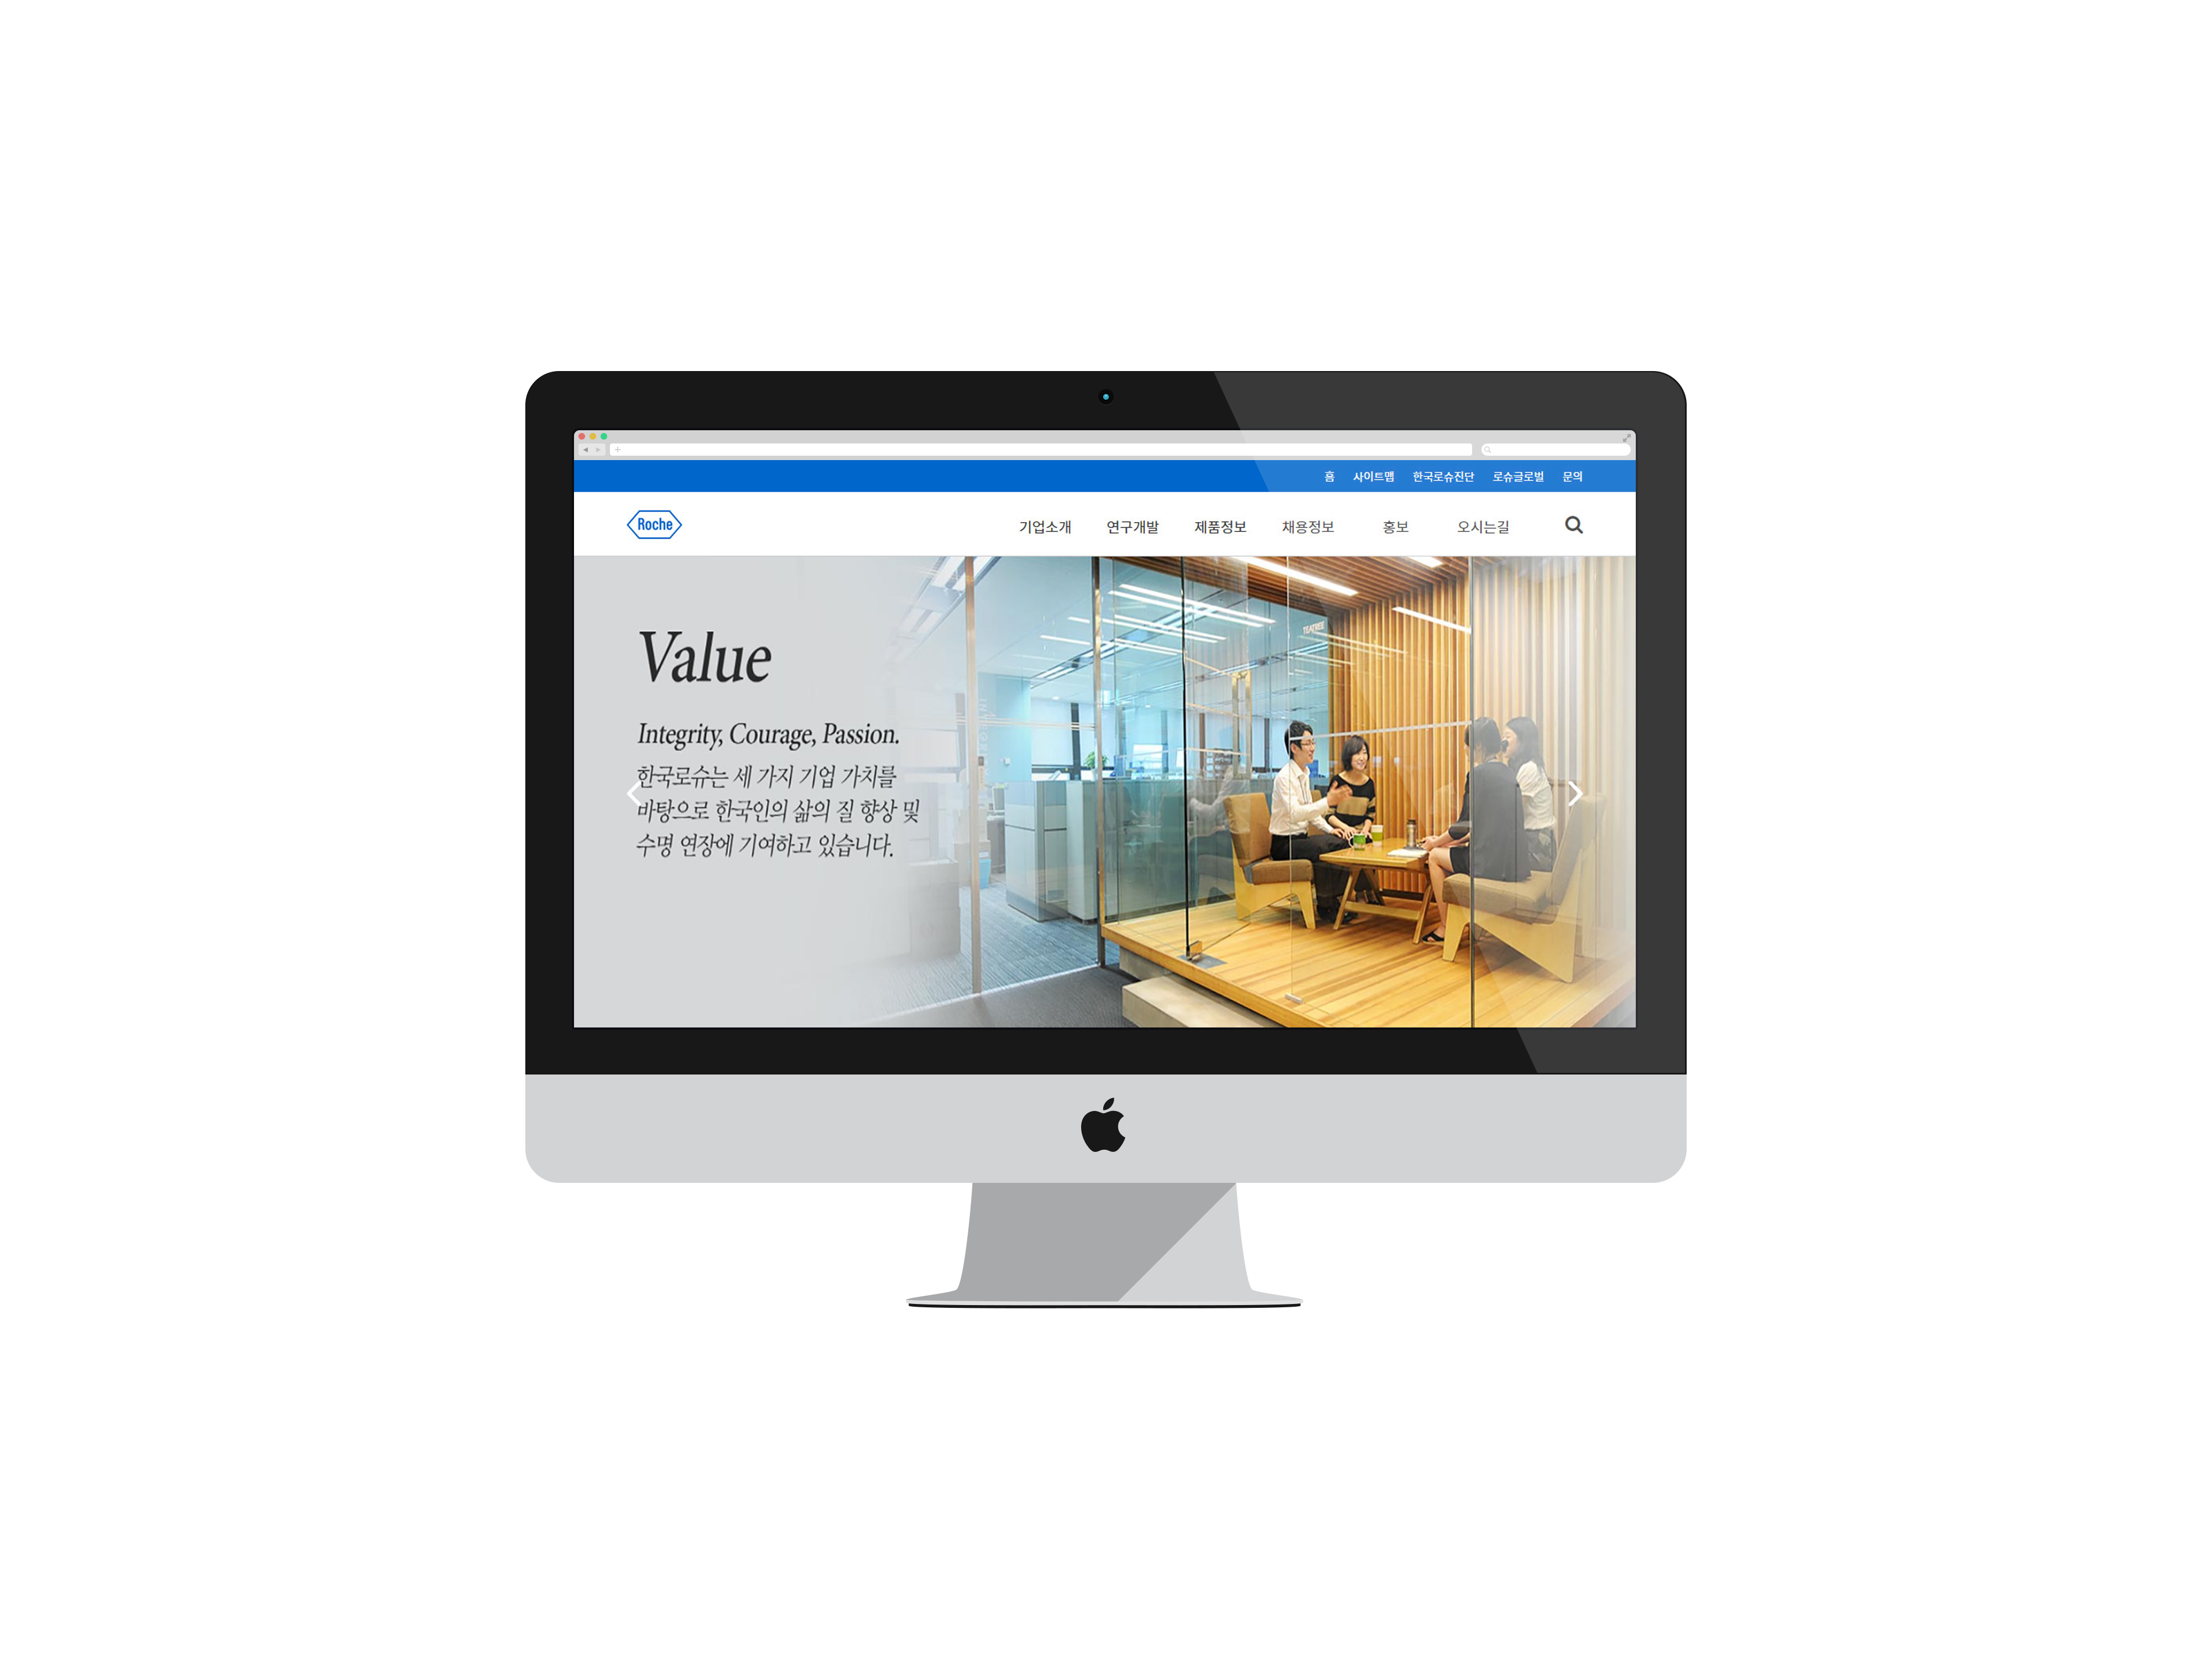 홈 사이트맵 한국로슈진단 로슈글로벌 문의
Roche 기업소개 연구개발 제품정보 채용정보 홍보 오시는길
TEATREE
Value
Integrity, Courage, Passion.
한국로슈는 세 가지 기업 가치를
바탕으로 한국인의 삶의 질 향상 및
수명 연장에 기여하고 있습니다.